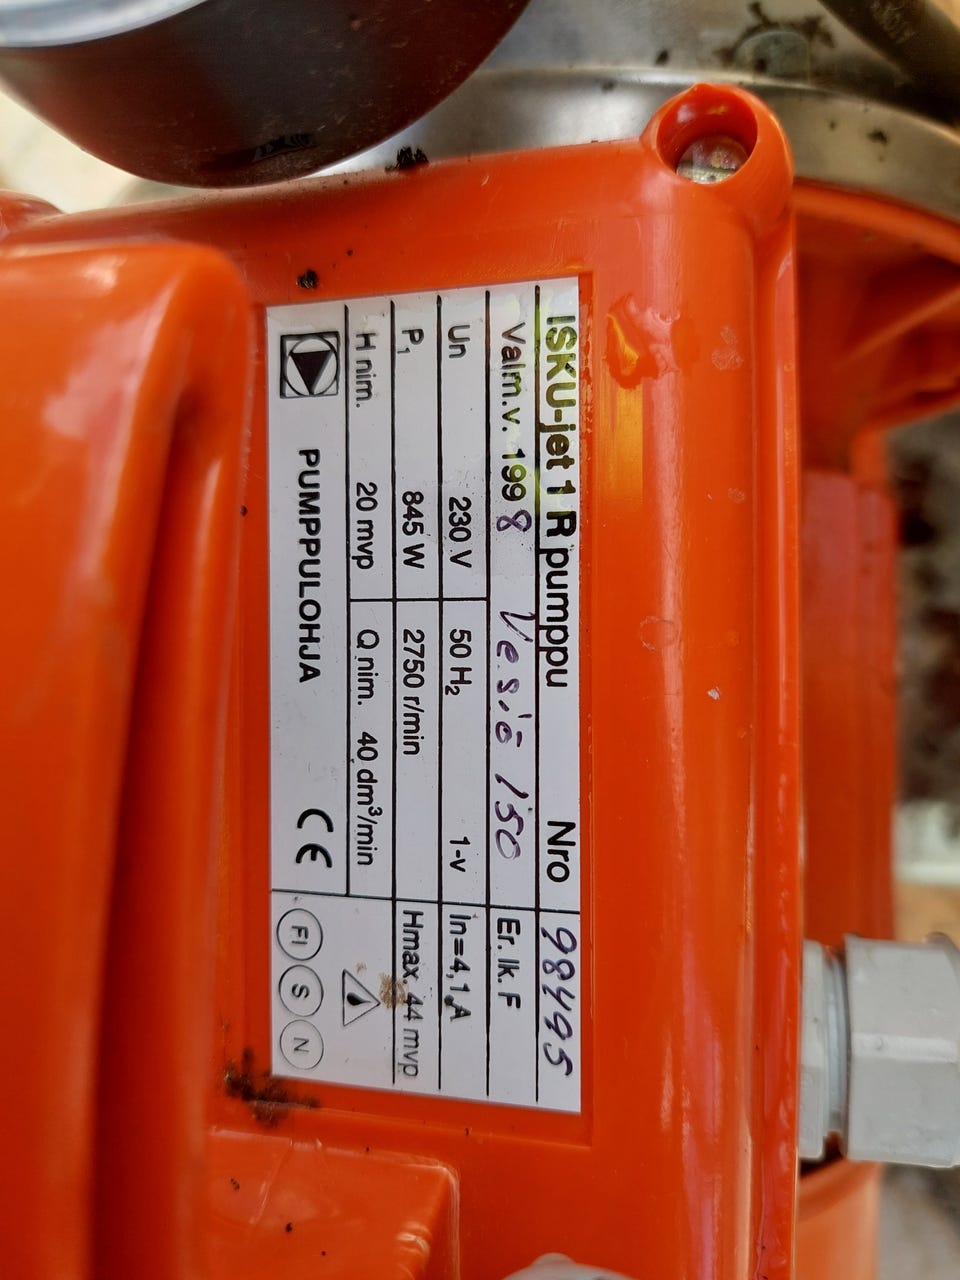 ISKU-jet 1 R pumppu Nro 98495
Valm.v. 1998 Vesiö 150 Er. lk. F
Un 230 V 50 H₂ 1-v In=4,1 A
P₁ 845 W 2750 r/min Hmax. 44 mvp
H nim. 20 mvp Q nim. 40 dm³/min
PUMPPULOHJA CE FI S N